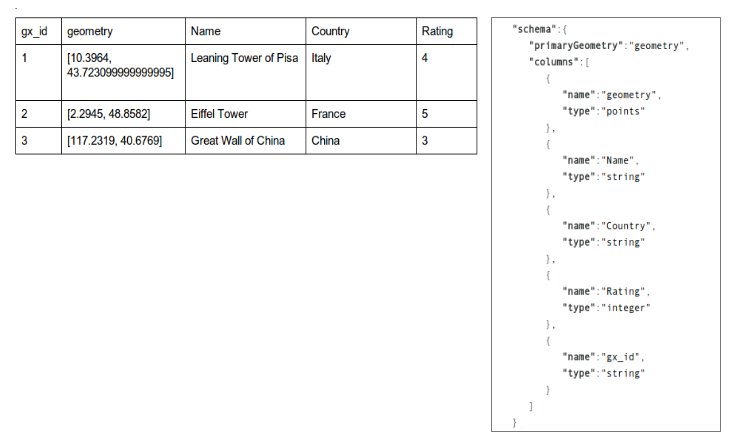 gx_id geometry Name Country Rating
1 [10.3964, Leaning Tower of Pisa Italy 4
43.723099999999995]
2 [2.2945, 48.8582] Eiffel Tower France 5
3 [117.2319, 40.6769] Great Wall of China China 3
"schema":{
"primaryGeometry":"geometry",
"columns":[
{
"name":"geometry",
"type":"points"
},
{
"name":"Name",
"type":"string"
},
{
"name":"Country",
"type":"string"
},
{
"name":"Rating",
"type":"integer"
},
{
"name":"gx_id",
"type":"string"
}
]
}